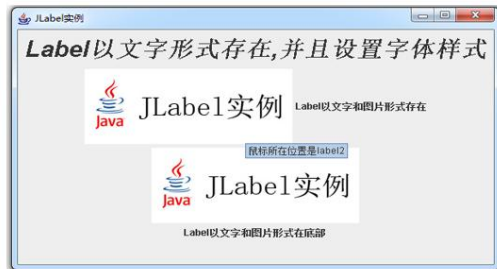 JLabel实例
Label以文字形式存在,并且设置字体样式
Java JLabel实例 Label以文字和图片形式存在
鼠标所在位置是label2
Java JLabel实例
Label以文字和图片形式在底部